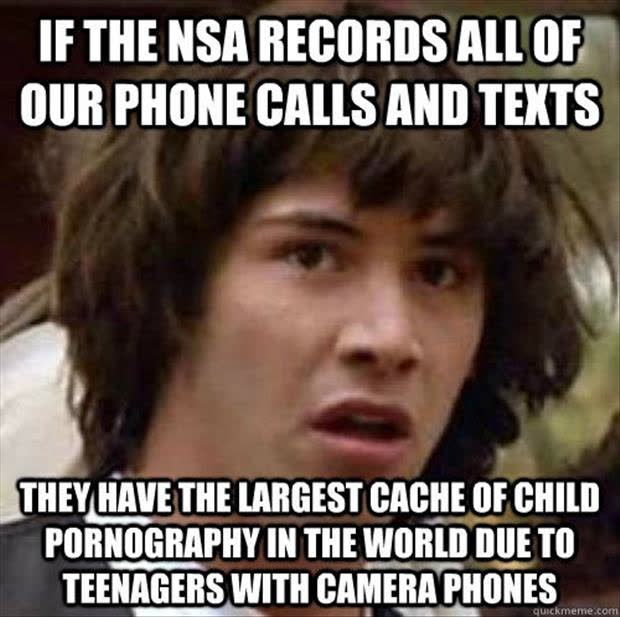 IF THE NSA RECORDS ALL OF
OUR PHONE CALLS AND TEXTS
THEY HAVE THE LARGEST CACHE OF CHILD
PORNOGRAPHY IN THE WORLD DUE TO
TEENAGERS WITH CAMERA PHONES
quickmeme.com